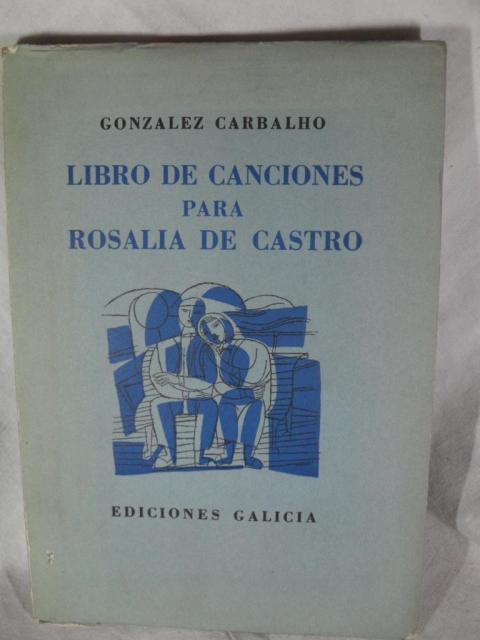 GONZALEZ CARBALHO
LIBRO DE CANCIONES
PARA
ROSALIA DE CASTRO
EDICIONES GALICIA